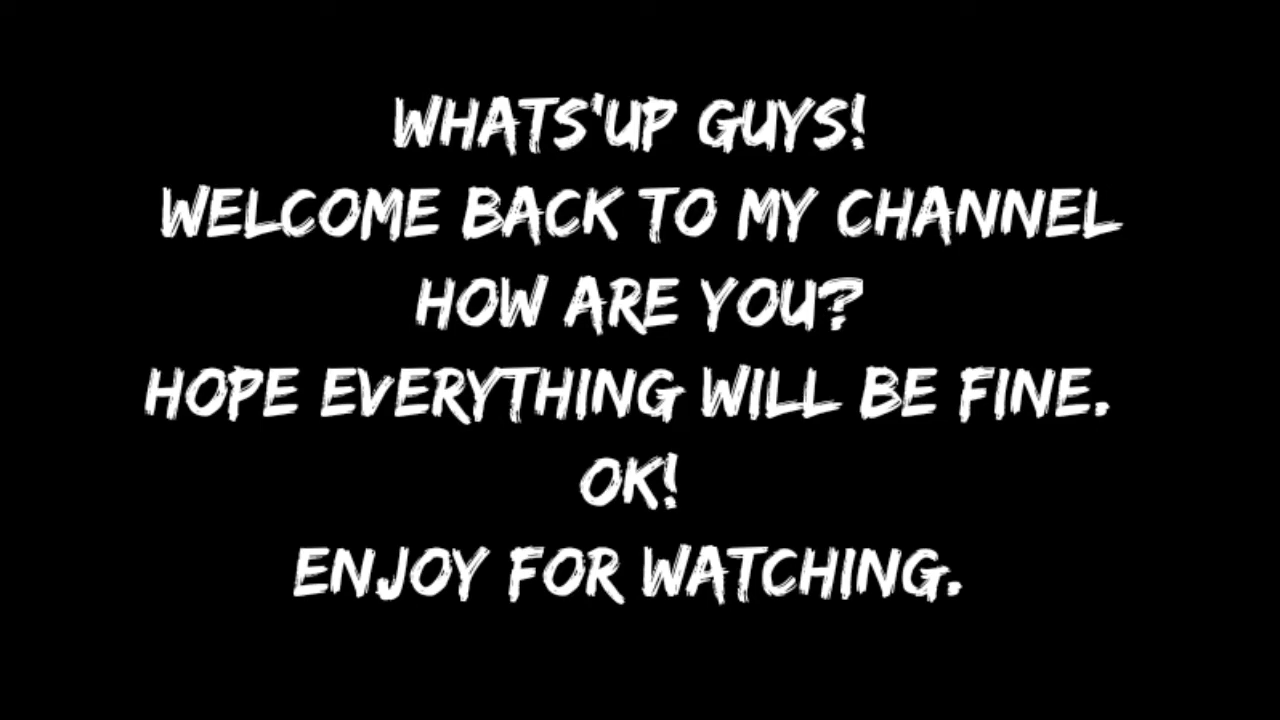 WHATS'UP GUYS!
WELCOME BACK TO MY CHANNEL
HOW ARE YOU?
HOPE EVERYTHING WILL BE FINE.
OK!
ENJOY FOR WATCHING.